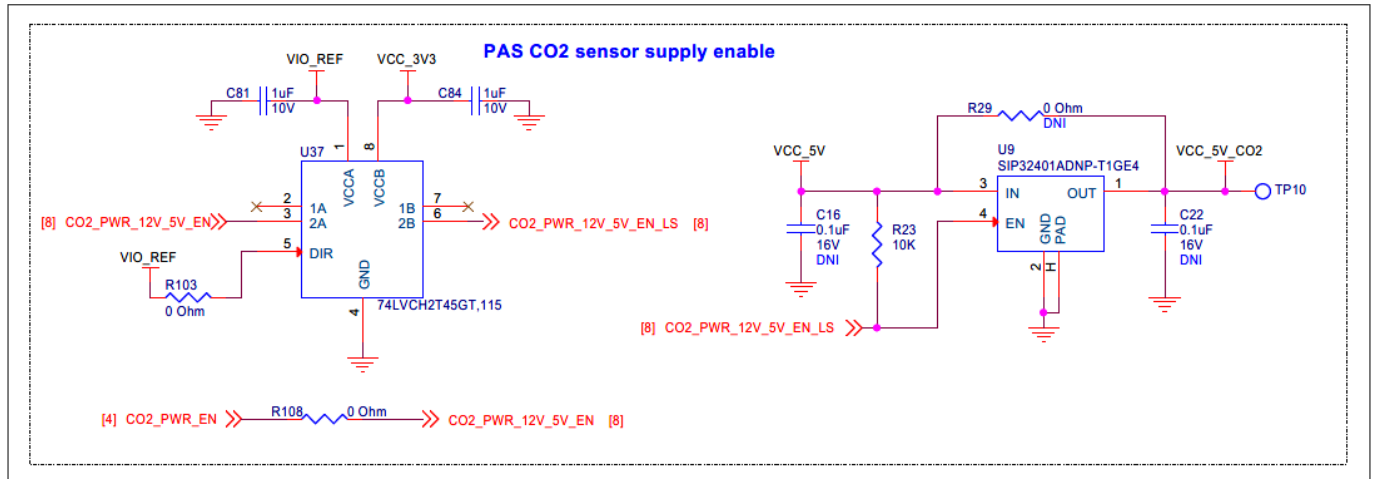 PAS CO2 sensor supply enable
VIO_REF
VCC_3V3
C81
1uF
10V
C84
1uF
10V
U37
1
8
VCCA
VCCB
2
1A
1B
7
[8] CO2_PWR_12V_5V_EN
3
2A
2B
6
CO2_PWR_12V_5V_EN_LS [8]
5
DIR
VIO_REF
R103
0 Ohm
GND
4
74LVCH2T45GT,115
[4] CO2_PWR_EN
R108
0 Ohm
CO2_PWR_12V_5V_EN [8]
R29
0 Ohm
DNI
U9
SIP32401ADNP-T1GE4
VCC_5V
VCC_5V_CO2
3
IN
OUT
1
TP10
4
EN
GND
PAD
2
H
C16
0.1uF
16V
DNI
R23
10K
C22
0.1uF
16V
DNI
[8] CO2_PWR_12V_5V_EN_LS